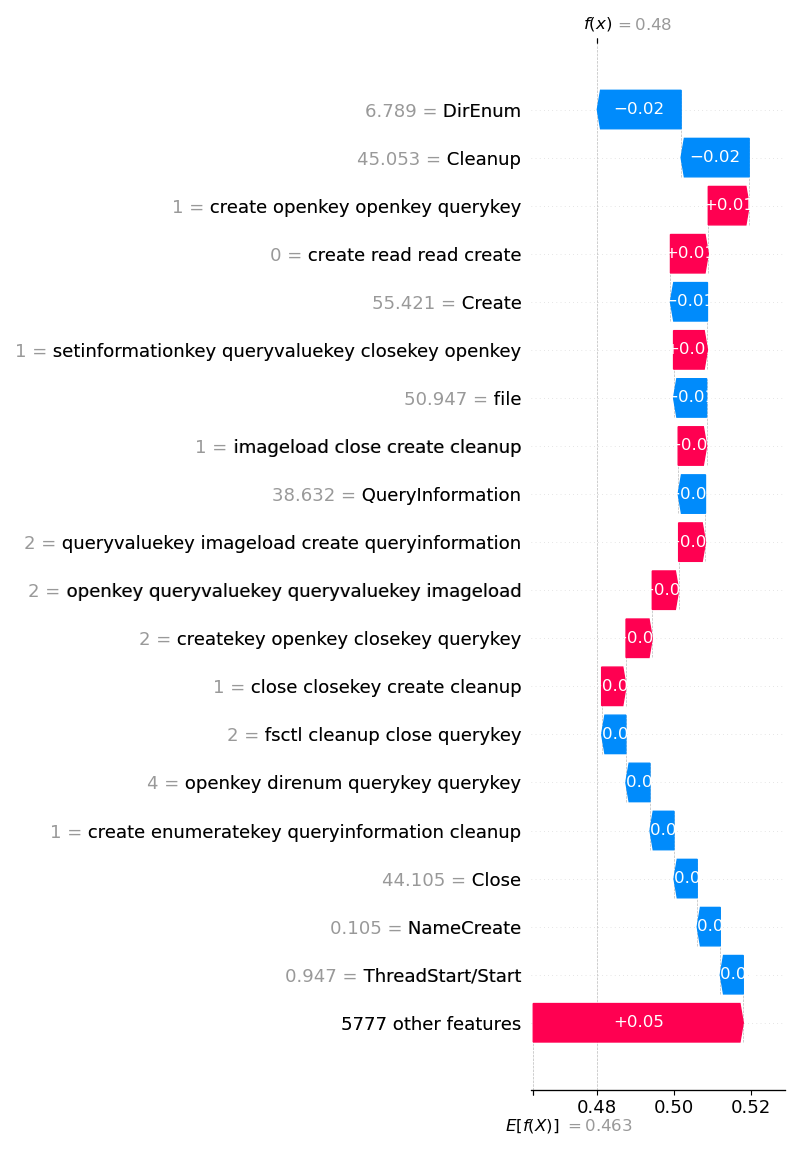 f(x) = 0.48
6.789 = DirEnum
−0.02
45.053 = Cleanup
−0.02
1 = create openkey openkey querykey
+0.01
0 = create read read create
+0.01
55.421 = Create
−0.01
1 = setinformationkey queryvaluekey closekey openkey
+0.0
50.947 = file
−0.01
1 = imageload close create cleanup
0.0
38.632 = QueryInformation
0.0
2 = queryvaluekey imageload create queryinformation
0.0
2 = openkey queryvaluekey queryvaluekey imageload
0.0
2 = createkey openkey closekey querykey
0.0
1 = close closekey create cleanup
0.0
2 = fsctl cleanup close querykey
0.0
4 = openkey direnum querykey querykey
0.0
1 = create enumeratekey queryinformation cleanup
0.0
44.105 = Close
0.0
0.105 = NameCreate
0.0
0.947 = ThreadStart/Start
0.0
5777 other features
+0.05
0.48 0.50 0.52
E[f(X)] = 0.463